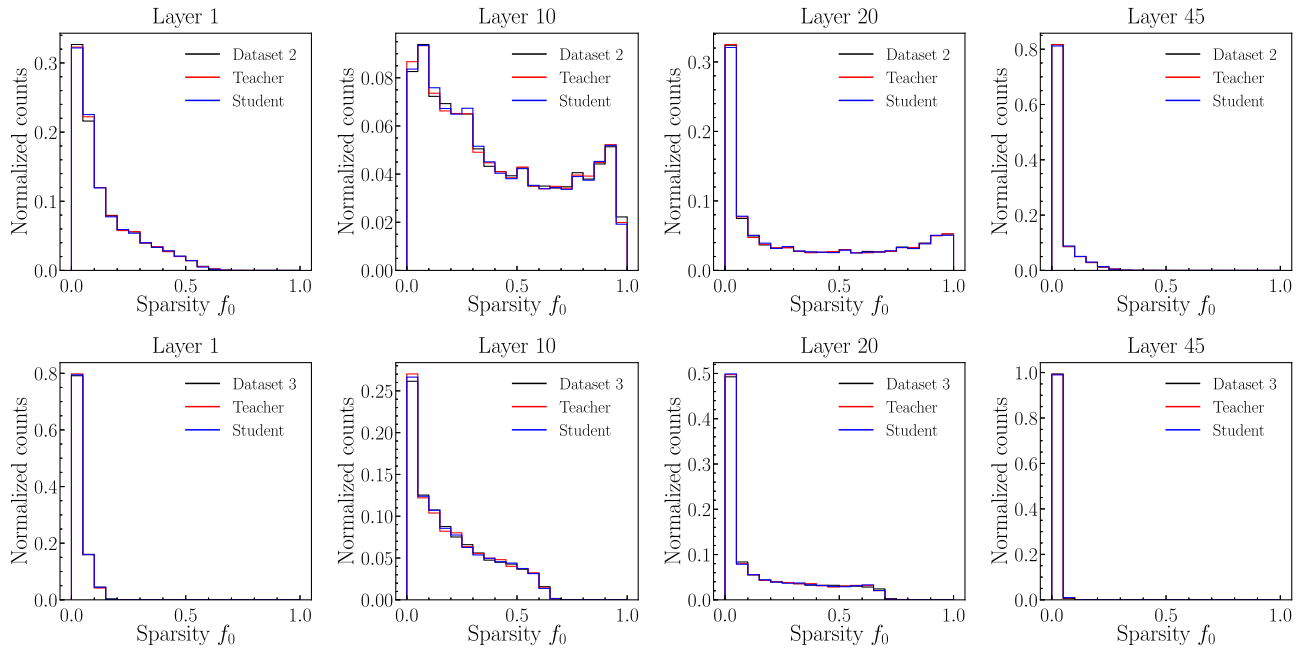 Layer 1
Normalized counts
0.3
0.2
0.1
0.0
Dataset 2
Teacher
Student
0.0 0.5 1.0
Sparsity f₀
Layer 10
Normalized counts
0.08
0.06
0.04
0.02
0.00
Dataset 2
Teacher
Student
0.0 0.5 1.0
Sparsity f₀
Layer 20
Normalized counts
0.3
0.2
0.1
0.0
Dataset 2
Teacher
Student
0.0 0.5 1.0
Sparsity f₀
Layer 45
Normalized counts
0.8
0.6
0.4
0.2
0.0
Dataset 2
Teacher
Student
0.0 0.5 1.0
Sparsity f₀
Layer 1
Normalized counts
0.8
0.6
0.4
0.2
0.0
Dataset 3
Teacher
Student
0.0 0.5 1.0
Sparsity f₀
Layer 10
Normalized counts
0.25
0.20
0.15
0.10
0.05
0.00
Dataset 3
Teacher
Student
0.0 0.5 1.0
Sparsity f₀
Layer 20
Normalized counts
0.5
0.4
0.3
0.2
0.1
0.0
Dataset 3
Teacher
Student
0.0 0.5 1.0
Sparsity f₀
Layer 45
Normalized counts
1.0
0.8
0.6
0.4
0.2
0.0
Dataset 3
Teacher
Student
0.0 0.5 1.0
Sparsity f₀